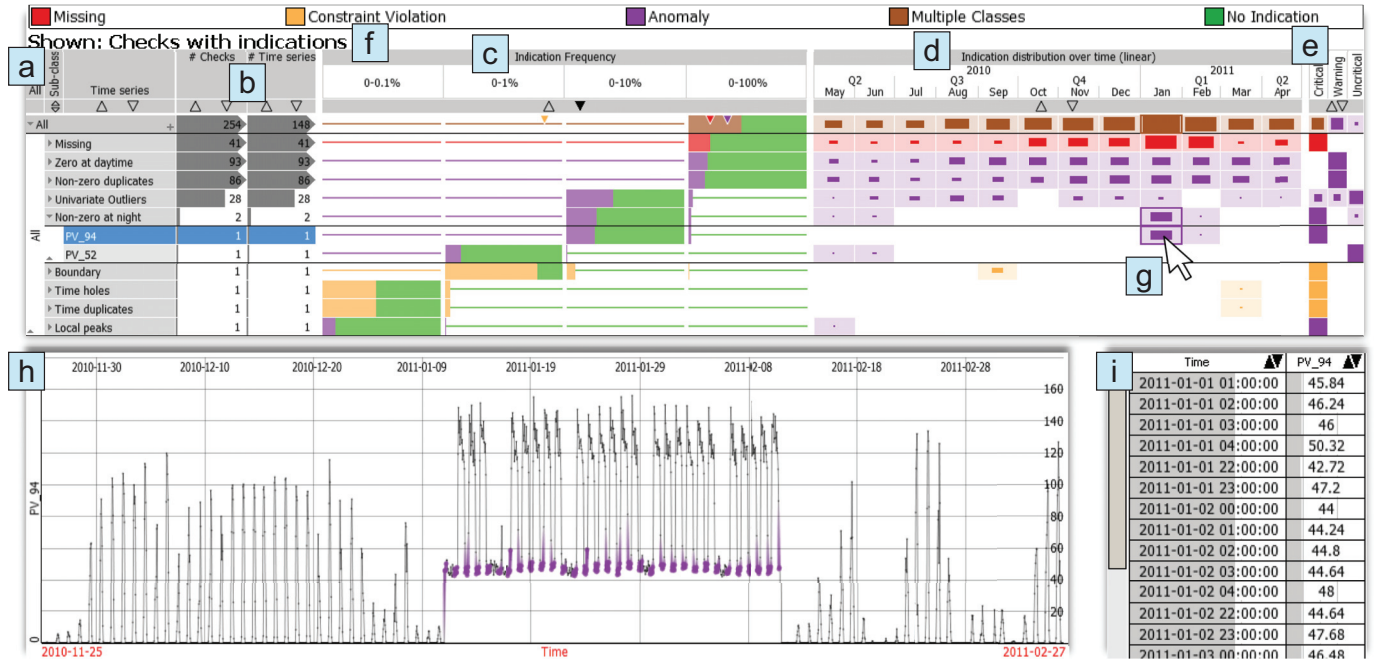 Missing Constraint Violation Anomaly Multiple Classes No Indication
Shown: Checks with indications
f
a
b
c
d
e
All Sub-class Time series # Checks # Time series Indication Frequency Indication distribution over time (linear) Critical Warning Uncritical
2010 2011
Q2 Q3 Q4 Q1 Q2
0-0.1% 0-1% 0-10% 0-100% May Jun Jul Aug Sep Oct Nov Dec Jan Feb Mar Apr
All + 254 148
Missing 41 41
Zero at daytime 93 93
Non-zero duplicates 86 86
Univariate Outliers 28 28
Non-zero at night 2 2
All
PV_94 1 1
PV_52 1 1
Boundary 1 1
Time holes 1 1
Time duplicates 1 1
Local peaks 1 1
g
h
2010-11-30 2010-12-10 2010-12-20 2011-01-09 2011-01-19 2011-01-29 2011-02-08 2011-02-18 2011-02-28
160
140
120
100
80
60
40
20
0
PV_94
2010-11-25 Time 2011-02-27
i
Time PV_94
2011-01-01 01:00:00 45.84
2011-01-01 02:00:00 46.24
2011-01-01 03:00:00 46
2011-01-01 04:00:00 50.32
2011-01-01 22:00:00 42.72
2011-01-01 23:00:00 47.2
2011-01-02 00:00:00 44
2011-01-02 01:00:00 44.24
2011-01-02 02:00:00 44.8
2011-01-02 03:00:00 44.64
2011-01-02 04:00:00 48
2011-01-02 22:00:00 44.64
2011-01-02 23:00:00 47.68
2011-01-03 00:00:00 46.48